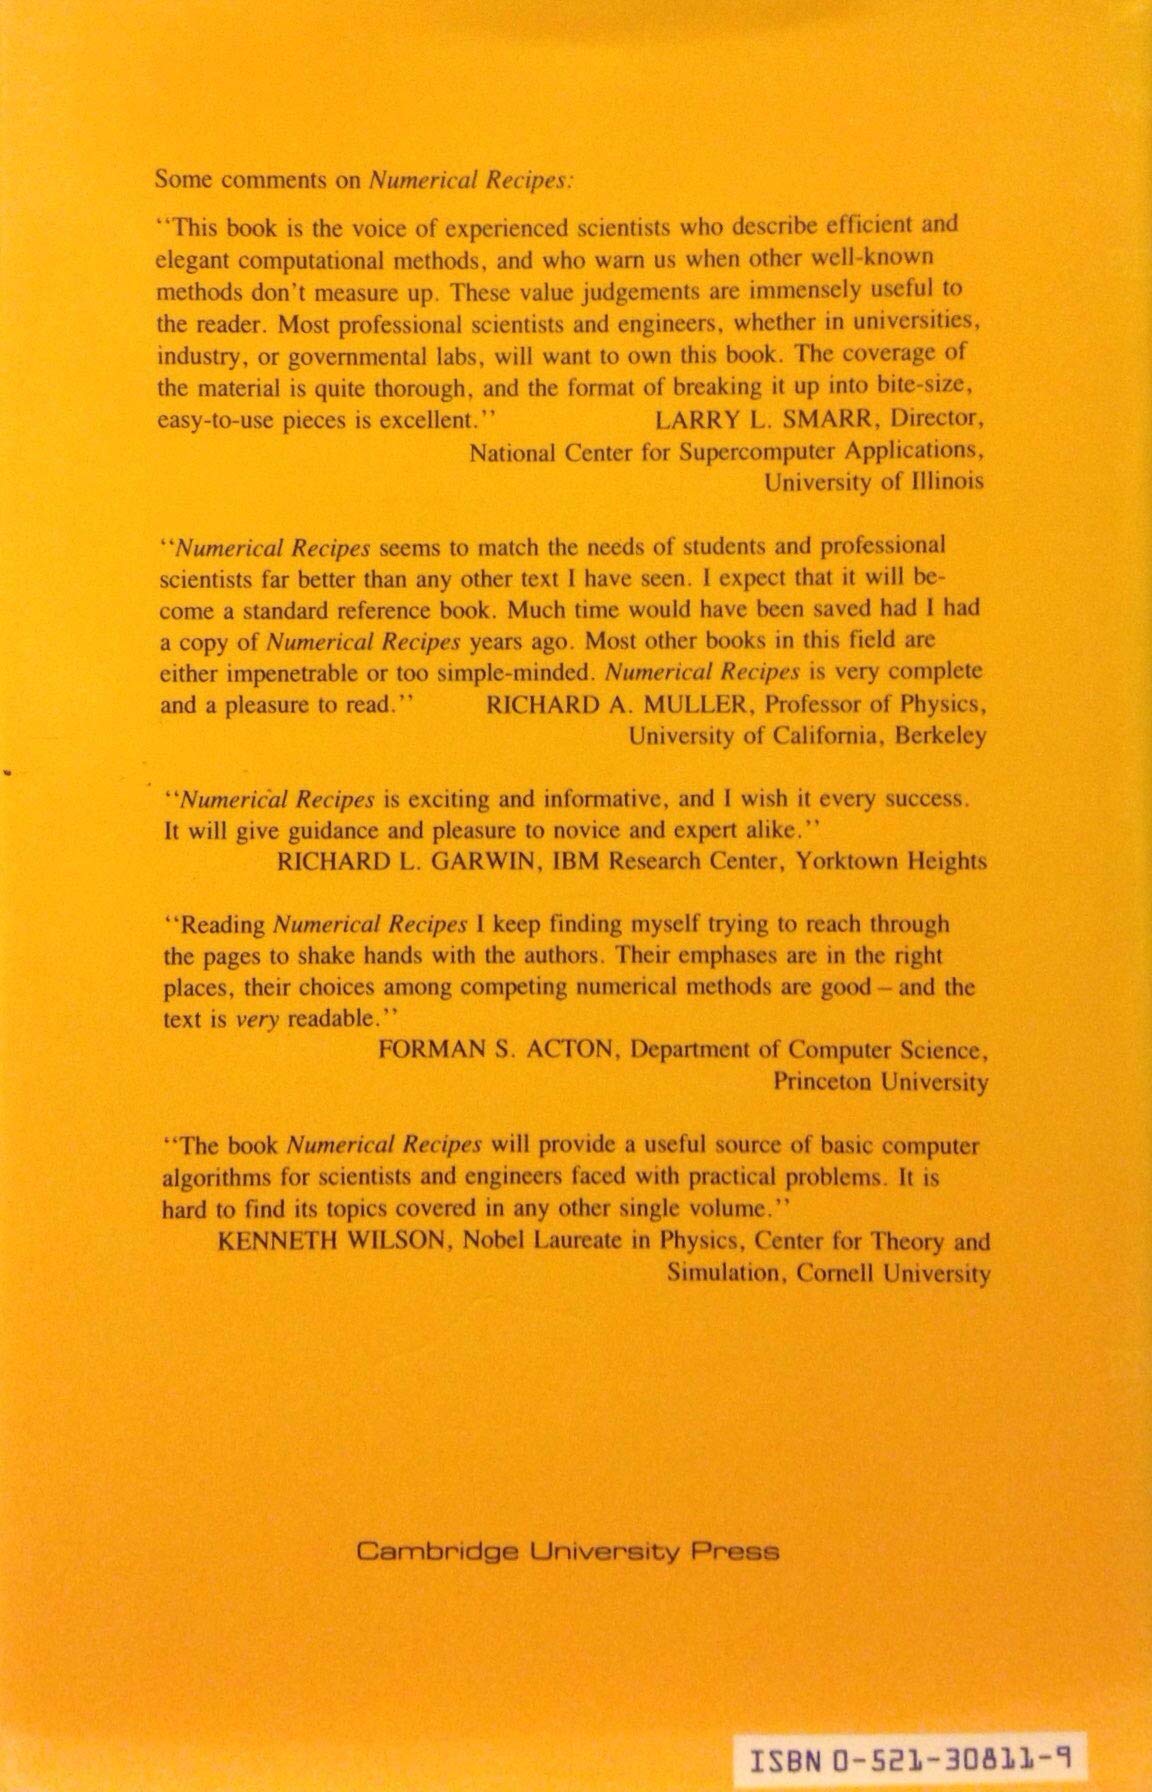 Some comments on Numerical Recipes:
“This book is the voice of experienced scientists who describe efficient and
elegant computational methods, and who warn us when other well-known
methods don’t measure up. These value judgements are immensely useful to
the reader. Most professional scientists and engineers, whether in universities,
industry, or governmental labs, will want to own this book. The coverage of
the material is quite thorough, and the format of breaking it up into bite-size,
easy-to-use pieces is excellent.” LARRY L. SMARR, Director,
National Center for Supercomputer Applications,
University of Illinois
“Numerical Recipes seems to match the needs of students and professional
scientists far better than any other text I have seen. I expect that it will be-
come a standard reference book. Much time would have been saved had I had
a copy of Numerical Recipes years ago. Most other books in this field are
either impenetrable or too simple-minded. Numerical Recipes is very complete
and a pleasure to read.” RICHARD A. MULLER, Professor of Physics,
University of California, Berkeley
“Numerical Recipes is exciting and informative, and I wish it every success.
It will give guidance and pleasure to novice and expert alike.”
RICHARD L. GARWIN, IBM Research Center, Yorktown Heights
“Reading Numerical Recipes I keep finding myself trying to reach through
the pages to shake hands with the authors. Their emphases are in the right
places, their choices among competing numerical methods are good – and the
text is very readable.”
FORMAN S. ACTON, Department of Computer Science,
Princeton University
“The book Numerical Recipes will provide a useful source of basic computer
algorithms for scientists and engineers faced with practical problems. It is
hard to find its topics covered in any other single volume.”
KENNETH WILSON, Nobel Laureate in Physics, Center for Theory and
Simulation, Cornell University
Cambridge University Press
ISBN 0-521-30811-9